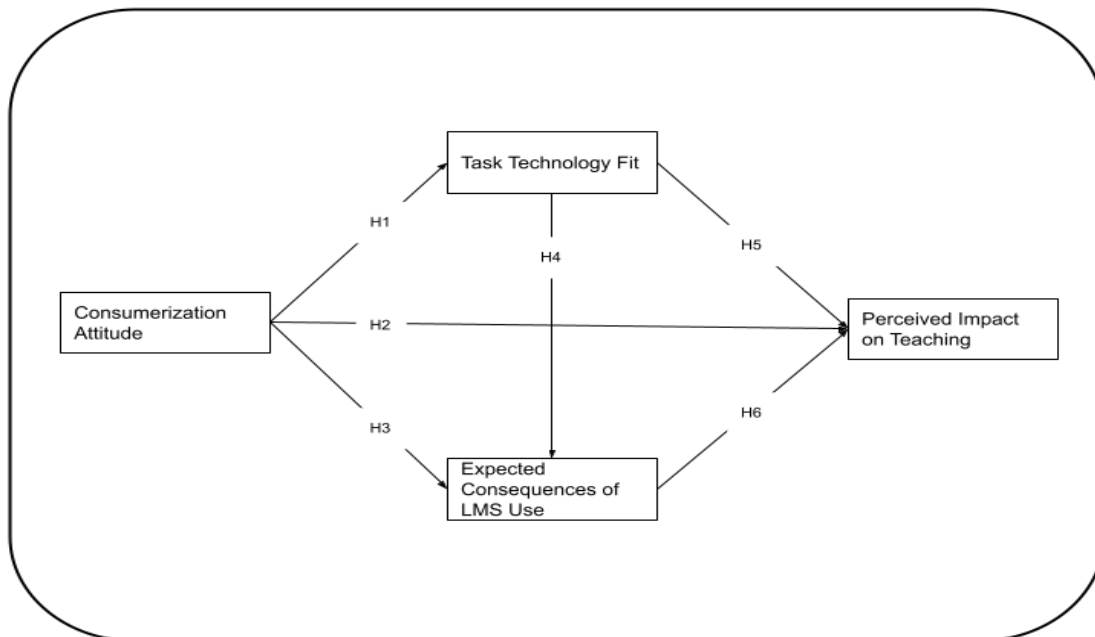 Task Technology Fit
H1
H5
H4
Consumerization
Attitude
H2
Perceived Impact
on Teaching
H3
H6
Expected
Consequences of
LMS Use